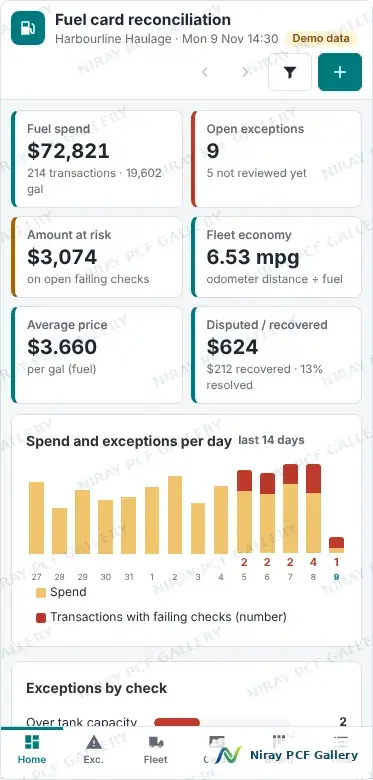 Fuel card reconciliation
Harbourline Haulage · Mon 9 Nov 14:30 Demo data
Fuel spend
$72,821
214 transactions · 19,602
gal
Open exceptions
9
5 not reviewed yet
Amount at risk
$3,074
on open failing checks
Fleet economy
6.53 mpg
odometer distance ÷ fuel
Average price
$3.660
per gal (fuel)
Disputed / recovered
$624
$212 recovered · 13%
resolved
Spend and exceptions per day last 14 days
2 2 2 4 1
27 28 29 30 31 1 2 3 4 5 6 7 8 9
Spend
Transactions with failing checks (number)
Exceptions by check
Over tank capacity 2
Home Exc. Fleet
Niray PCF Gallery
NIRAY PCF GALLERY